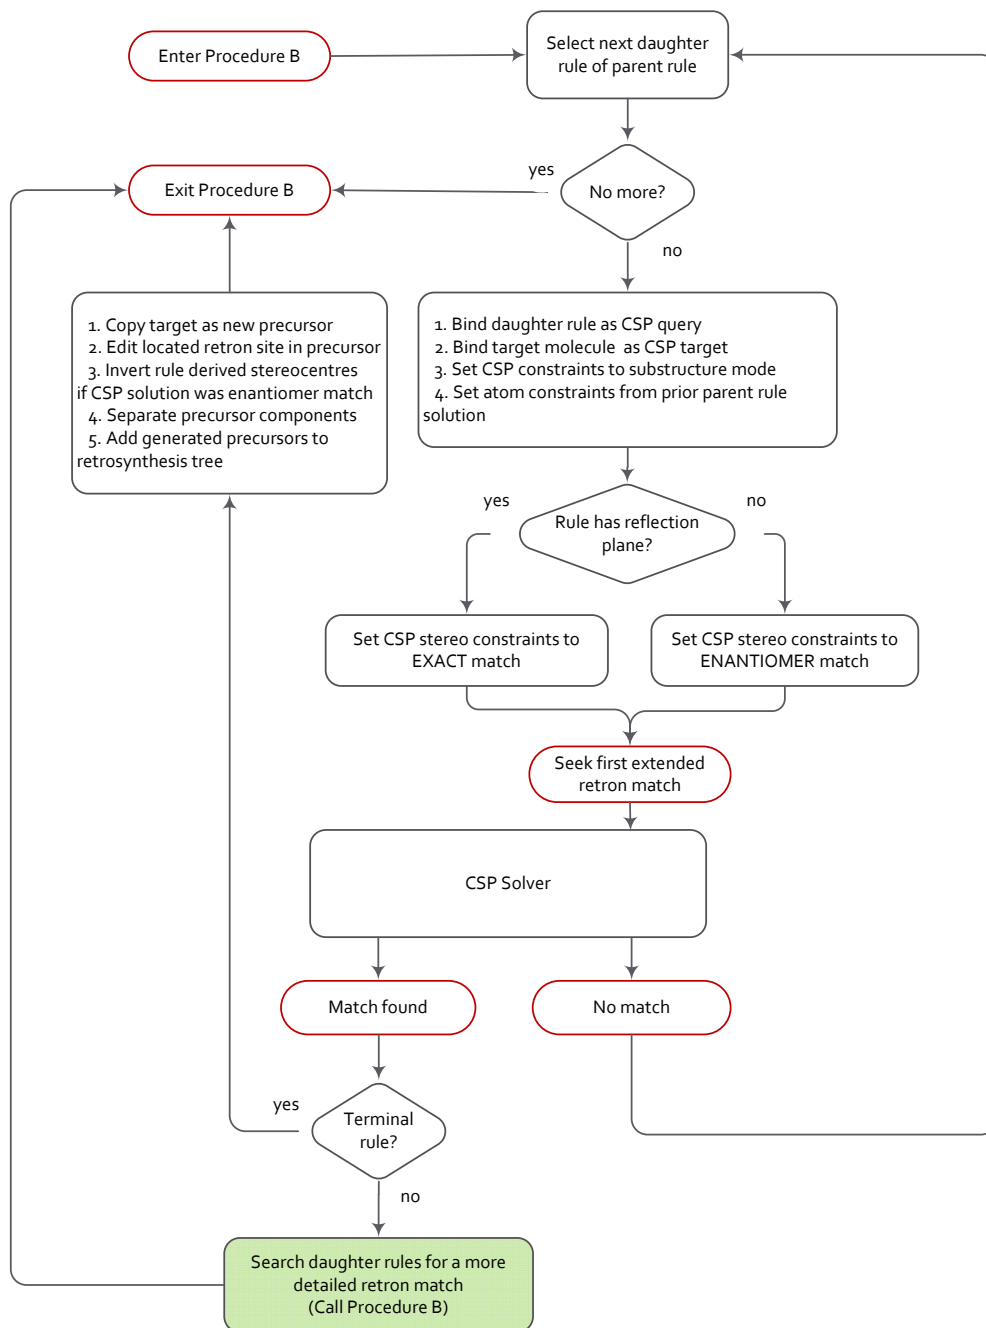 Enter Procedure B
Select next daughter
rule of parent rule
yes
Exit Procedure B
No more?
no
1. Copy target as new precursor
2. Edit located retron site in precursor
3. Invert rule derived stereocentres
if CSP solution was enantiomer match
4. Separate precursor components
5. Add generated precursors to
retrosynthesis tree
1. Bind daughter rule as CSP query
2. Bind target molecule as CSP target
3. Set CSP constraints to substructure mode
4. Set atom constraints from prior parent rule
solution
yes
no
Rule has reflection
plane?
Set CSP stereo constraints to
EXACT match
Set CSP stereo constraints to
ENANTIOMER match
Seek first extended
retron match
CSP Solver
Match found
No match
yes
Terminal
rule?
no
Search daughter rules for a more
detailed retron match
(Call Procedure B)